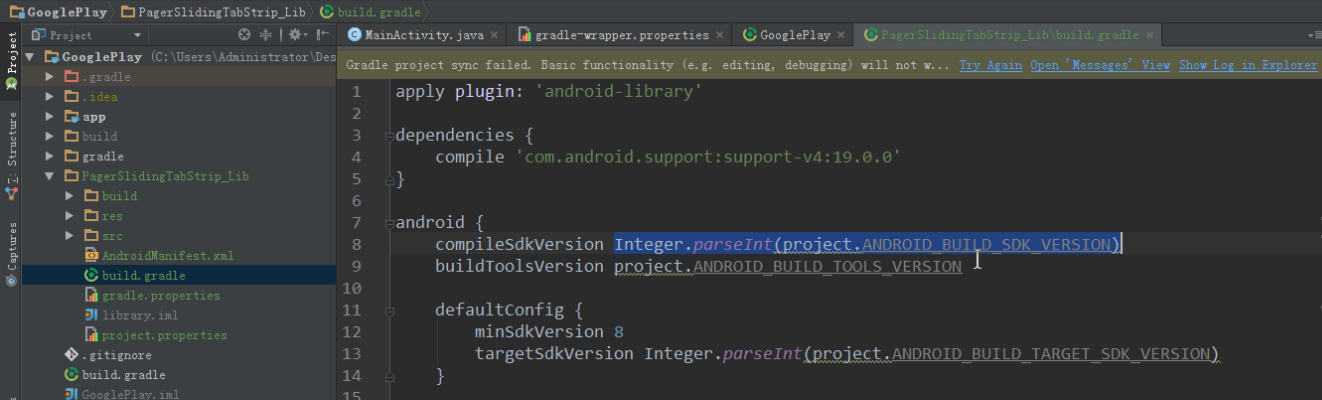 GooglePlay PagerSlidingTabStrip_Lib build.gradle
Project
MainActivity.java gradle-wrapper.properties GooglePlay PagerSlidingTabStrip_Lib\build.gradle
Gradle project sync failed. Basic functionality (e.g. editing, debugging) will not w... Try Again Open 'Messages' View Show Log in Explorer
Project
7: Structure
Captures
GooglePlay (C:\Users\Administrator\Des
.gradle
.idea
app
build
gradle
PagerSlidingTabStrip_Lib
build
res
src
AndroidManifest.xml
build.gradle
gradle.properties
library.iml
project.properties
.gitignore
build.gradle
GooglePlay.iml
1 apply plugin: 'android-library'
2
3 dependencies {
4 compile 'com.android.support:support-v4:19.0.0'
5 }
6
7 android {
8 compileSdkVersion Integer.parseInt(project.ANDROID_BUILD_SDK_VERSION)
9 buildToolsVersion project.ANDROID_BUILD_TOOLS_VERSION
10
11 defaultConfig {
12 minSdkVersion 8
13 targetSdkVersion Integer.parseInt(project.ANDROID_BUILD_TARGET_SDK_VERSION)
14 }
15